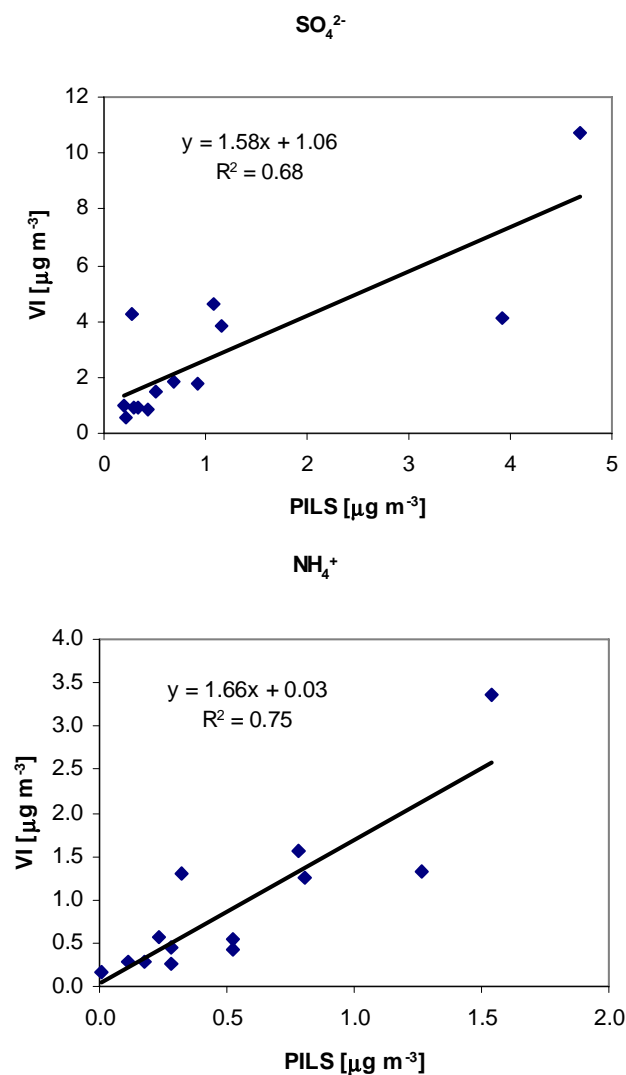 SO₄²⁻
12
y = 1.58x + 1.06
R² = 0.68
10
8
6
4
2
0
VI [μg m⁻³]
0 1 2 3 4 5
PILS [μg m⁻³]
NH₄⁺
4.0
y = 1.66x + 0.03
R² = 0.75
3.5
3.0
2.5
2.0
1.5
1.0
0.5
0.0
VI [μg m⁻³]
0.0 0.5 1.0 1.5 2.0
PILS [μg m⁻³]